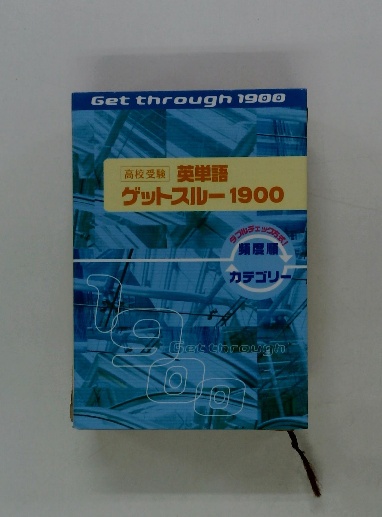 Get through 1900
高校受験 英単語
ゲットスルー 1900
ダブルチェック方式!
頻度順
カテゴリー
1900
Get through